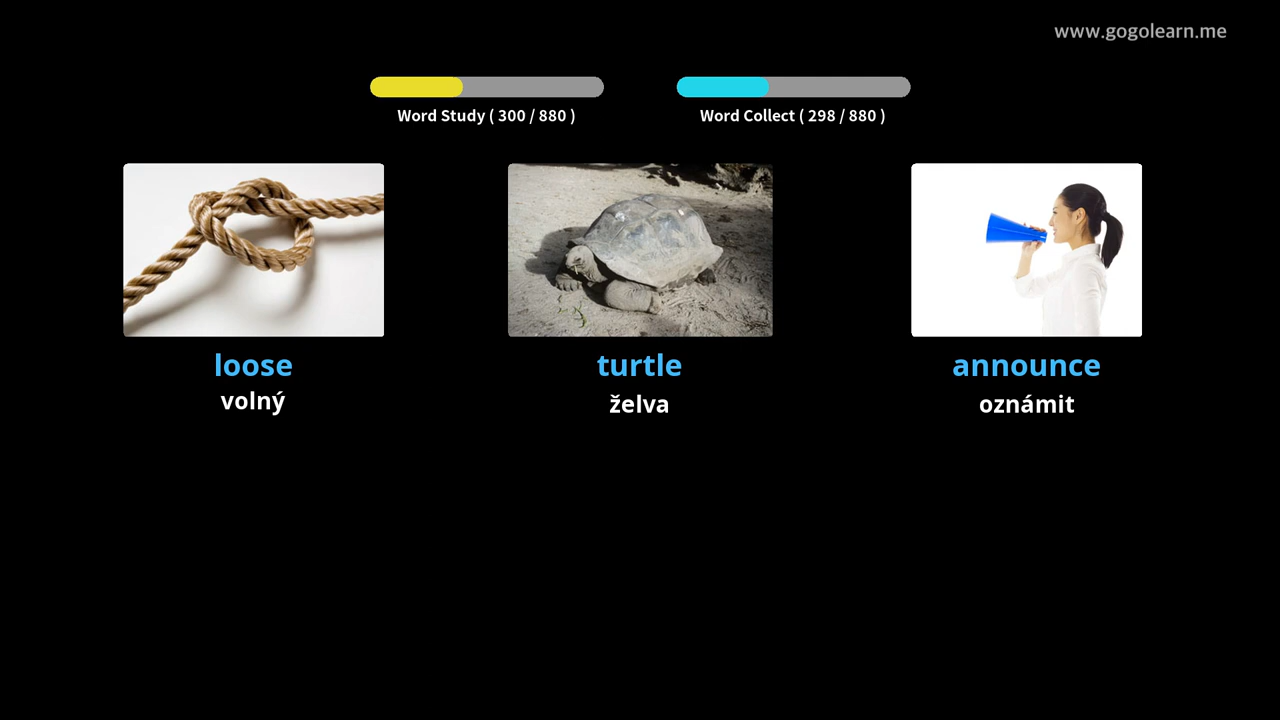 www.gogolearn.me
Word Study ( 300 / 880 )
Word Collect ( 298 / 880 )
loose
volný
turtle
želva
announce
oznámit